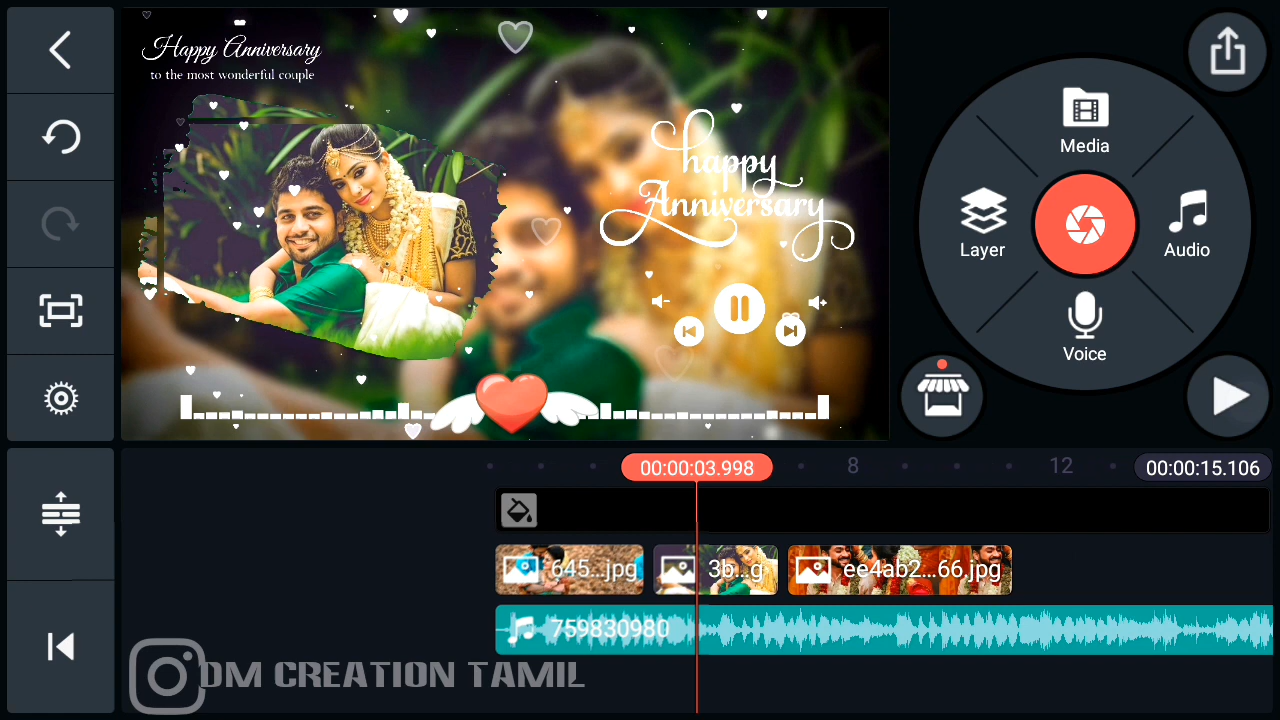 Happy Anniversary
to the most wonderful couple
happy
Anniversary
Media
Layer
Audio
Voice
00:00:03.998
8
12
00:00:15.106
645...jpg
3b...g
ee4ab2...66.jpg
759830980
DM CREATION TAMIL